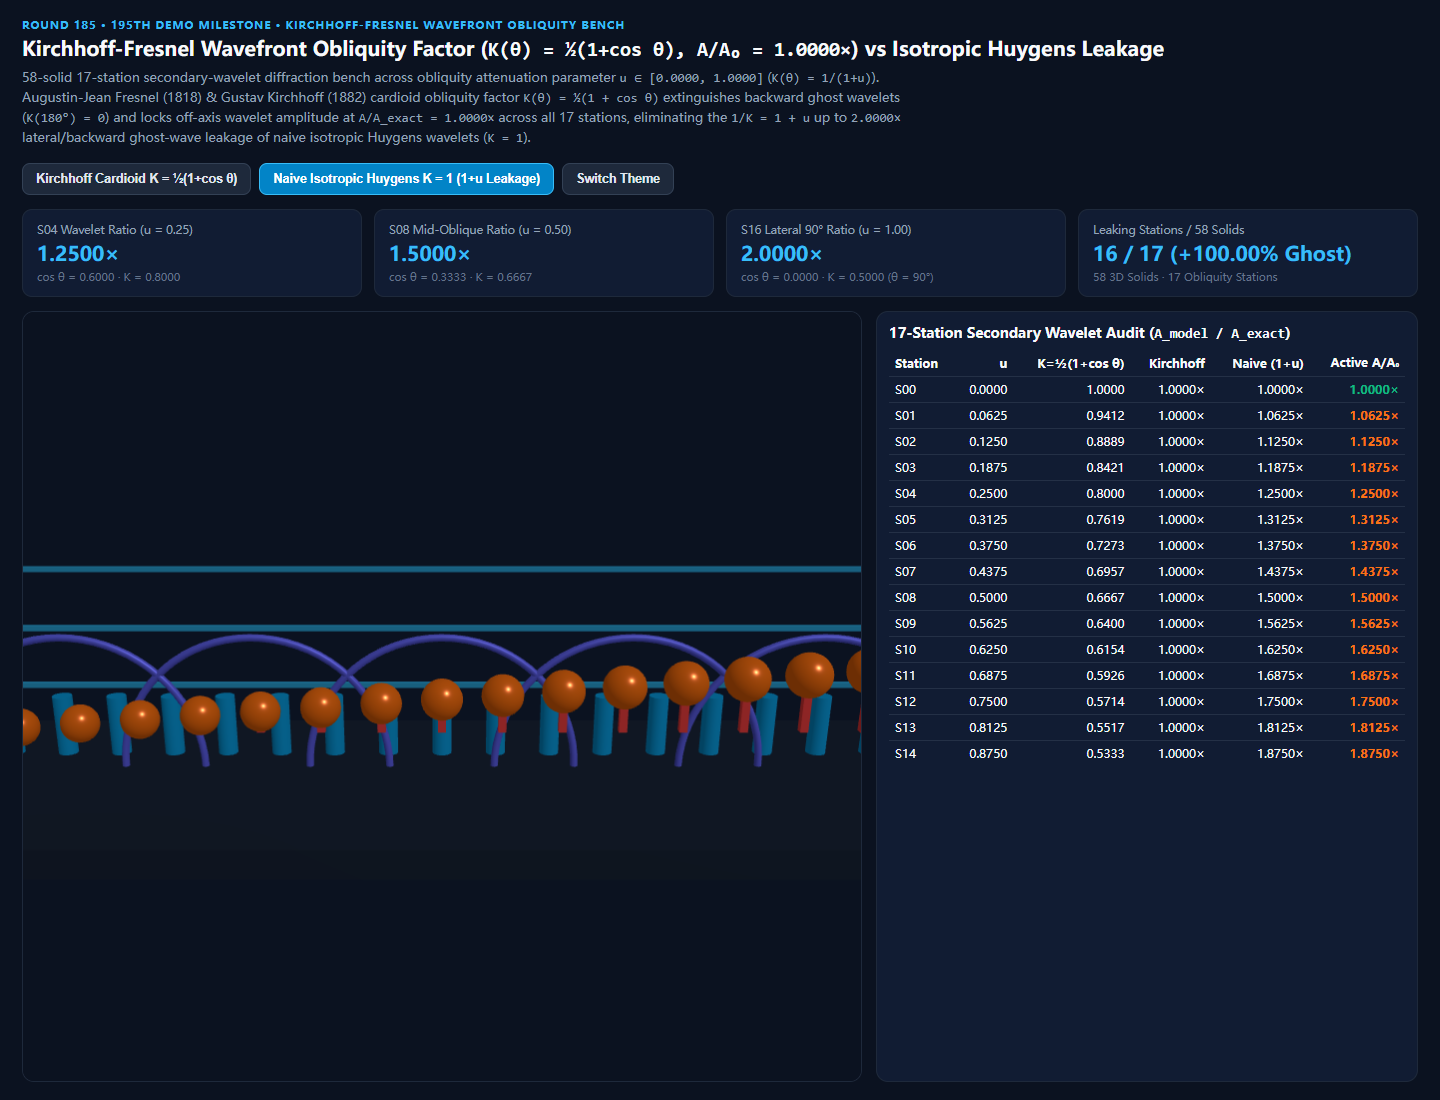 ROUND 185 • 195TH DEMO MILESTONE • KIRCHHOFF-FRESNEL WAVEFRONT OBLIQUITY BENCH
Kirchhoff-Fresnel Wavefront Obliquity Factor (K(θ) = ½(1+cos θ), A/A₀ = 1.0000×) vs Isotropic Huygens Leakage
58-solid 17-station secondary-wavelet diffraction bench across obliquity attenuation parameter u ∈ [0.0000, 1.0000] (K(θ) = 1/(1+u)).
Augustin-Jean Fresnel (1818) & Gustav Kirchhoff (1882) cardioid obliquity factor K(θ) = ½(1 + cos θ) extinguishes backward ghost wavelets
(K(180°) = 0) and locks off-axis wavelet amplitude at A/A_exact = 1.0000× across all 17 stations, eliminating the 1/K = 1 + u up to 2.0000×
lateral/backward ghost-wave leakage of naive isotropic Huygens wavelets (K = 1).
Kirchhoff Cardioid K = ½(1+cos θ)
Naive Isotropic Huygens K = 1 (1+u Leakage)
Switch Theme
S04 Wavelet Ratio (u = 0.25)
1.2500×
cos θ = 0.6000 · K = 0.8000
S08 Mid-Oblique Ratio (u = 0.50)
1.5000×
cos θ = 0.3333 · K = 0.6667
S16 Lateral 90° Ratio (u = 1.00)
2.0000×
cos θ = 0.0000 · K = 0.5000 (θ = 90°)
Leaking Stations / 58 Solids
16 / 17 (+100.00% Ghost)
58 3D Solids · 17 Obliquity Stations
17-Station Secondary Wavelet Audit (A_model / A_exact)
Station u K=½(1+cos θ) Kirchhoff Naive (1+u) Active A/A₀
S00 0.0000 1.0000 1.0000× 1.0000× 1.0000×
S01 0.0625 0.9412 1.0000× 1.0625× 1.0625×
S02 0.1250 0.8889 1.0000× 1.1250× 1.1250×
S03 0.1875 0.8421 1.0000× 1.1875× 1.1875×
S04 0.2500 0.8000 1.0000× 1.2500× 1.2500×
S05 0.3125 0.7619 1.0000× 1.3125× 1.3125×
S06 0.3750 0.7273 1.0000× 1.3750× 1.3750×
S07 0.4375 0.6957 1.0000× 1.4375× 1.4375×
S08 0.5000 0.6667 1.0000× 1.5000× 1.5000×
S09 0.5625 0.6400 1.0000× 1.5625× 1.5625×
S10 0.6250 0.6154 1.0000× 1.6250× 1.6250×
S11 0.6875 0.5926 1.0000× 1.6875× 1.6875×
S12 0.7500 0.5714 1.0000× 1.7500× 1.7500×
S13 0.8125 0.5517 1.0000× 1.8125× 1.8125×
S14 0.8750 0.5333 1.0000× 1.8750× 1.8750×